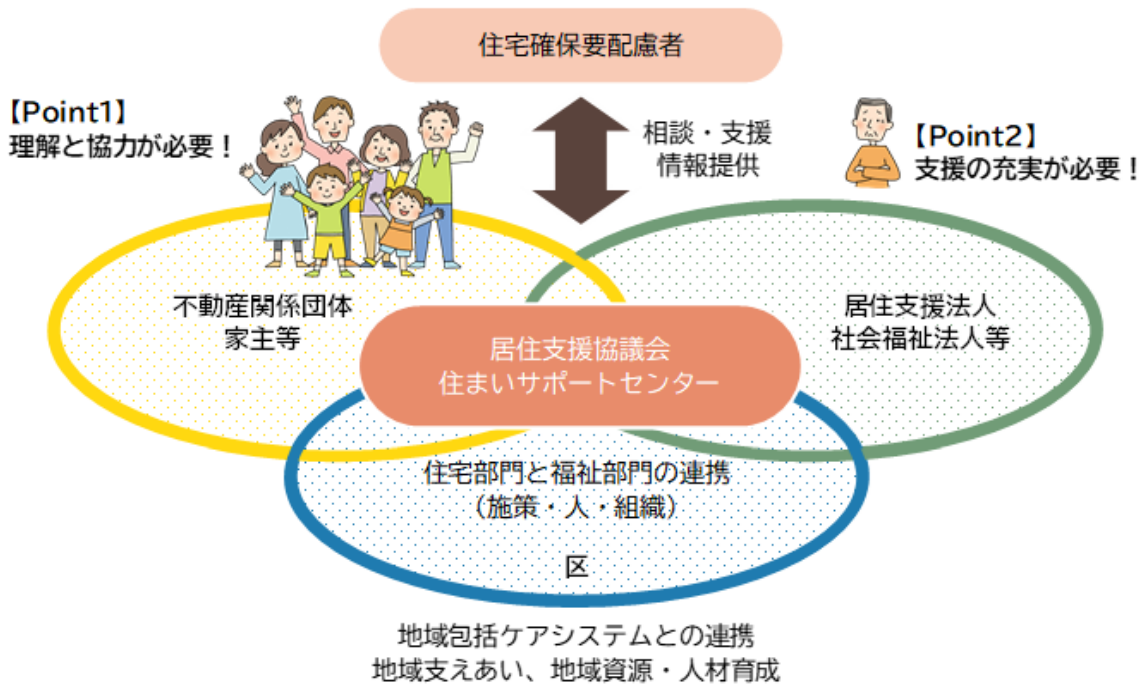 住宅確保要配慮者
【Point1】
理解と協力が必要！
相談・支援
情報提供
【Point2】
支援の充実が必要！
不動産関係団体
家主等
居住支援法人
社会福祉法人等
居住支援協議会
住まいサポートセンター
住宅部門と福祉部門の連携
（施策・人・組織）
区
地域包括ケアシステムとの連携
地域支えあい、地域資源・人材育成